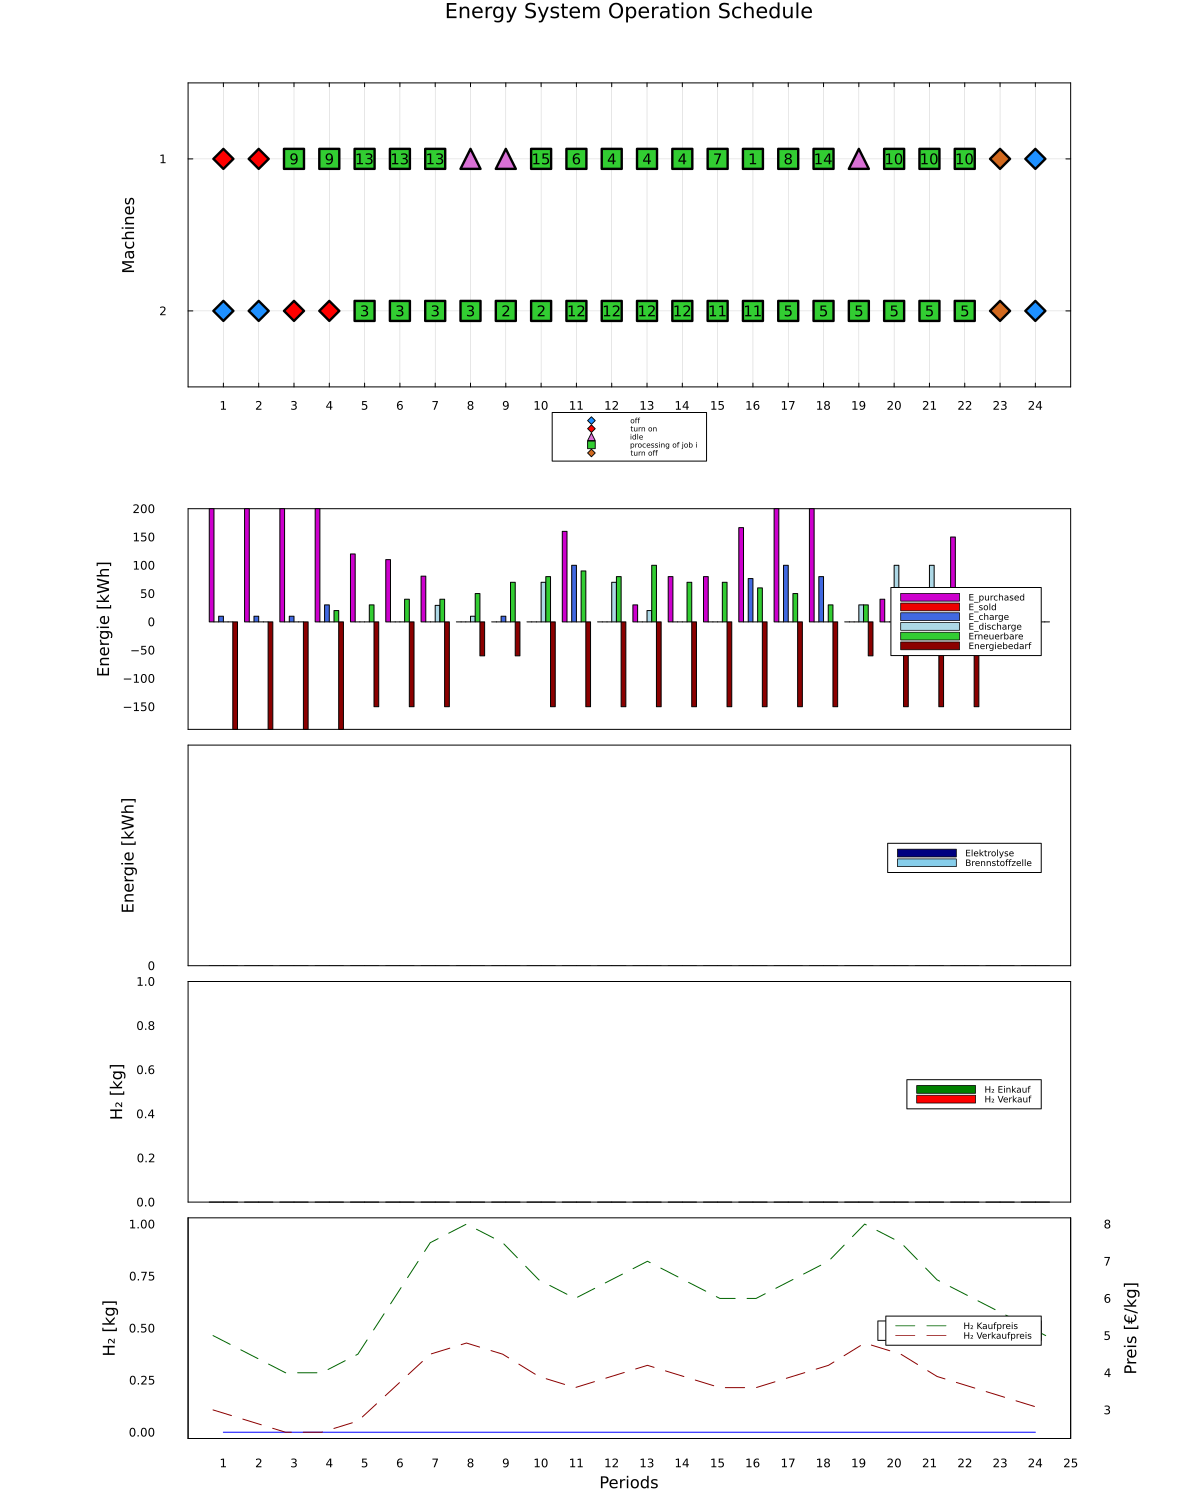 Energy System Operation Schedule
Machines
1
9 9 13 13 13 15 6 4 4 4 7 1 8 14 10 10 10
2
3 3 3 3 2 2 12 12 12 12 11 11 5 5 5 5 5 5
1 2 3 4 5 6 7 8 9 10 11 12 13 14 15 16 17 18 19 20 21 22 23 24
off
turn on
idle
processing of job i
turn off
Energie [kWh]
200
150
100
50
0
−50
−100
−150
E_purchased
E_sold
E_charge
E_discharge
Erneuerbare
Energiebedarf
Energie [kWh]
0
Elektrolyse
Brennstoffzelle
H₂ [kg]
1.0
0.8
0.6
0.4
0.2
0.0
H₂ Einkauf
H₂ Verkauf
H₂ [kg]
1.00
0.75
0.50
0.25
0.00
H₂ Kaufpreis
H₂ Verkaufpreis
8
7
6
5
4
3
Preis [€/kg]
1 2 3 4 5 6 7 8 9 10 11 12 13 14 15 16 17 18 19 20 21 22 23 24 25
Periods